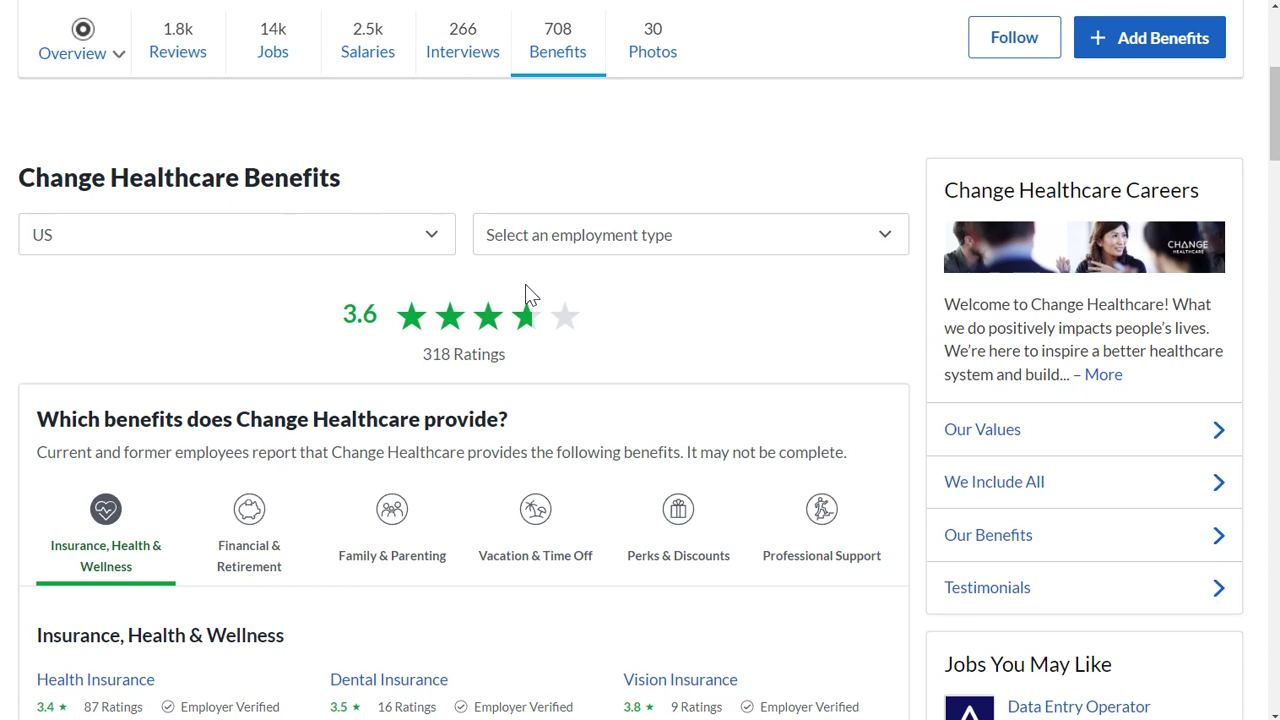 Overview
1.8k
Reviews
14k
Jobs
2.5k
Salaries
266
Interviews
708
Benefits
30
Photos
Follow
+ Add Benefits
Change Healthcare Benefits
US
Select an employment type
3.6
318 Ratings
Which benefits does Change Healthcare provide?
Current and former employees report that Change Healthcare provides the following benefits. It may not be complete.
Insurance, Health &
Wellness
Financial &
Retirement
Family & Parenting
Vacation & Time Off
Perks & Discounts
Professional Support
Insurance, Health & Wellness
Health Insurance
3.4 ★ 87 Ratings Employer Verified
Dental Insurance
3.5 ★ 16 Ratings Employer Verified
Vision Insurance
3.8 ★ 9 Ratings Employer Verified
Change Healthcare Careers
CHANGE
HEALTHCARE
Welcome to Change Healthcare! What
we do positively impacts people’s lives.
We’re here to inspire a better healthcare
system and build... – More
Our Values
We Include All
Our Benefits
Testimonials
Jobs You May Like
Data Entry Operator